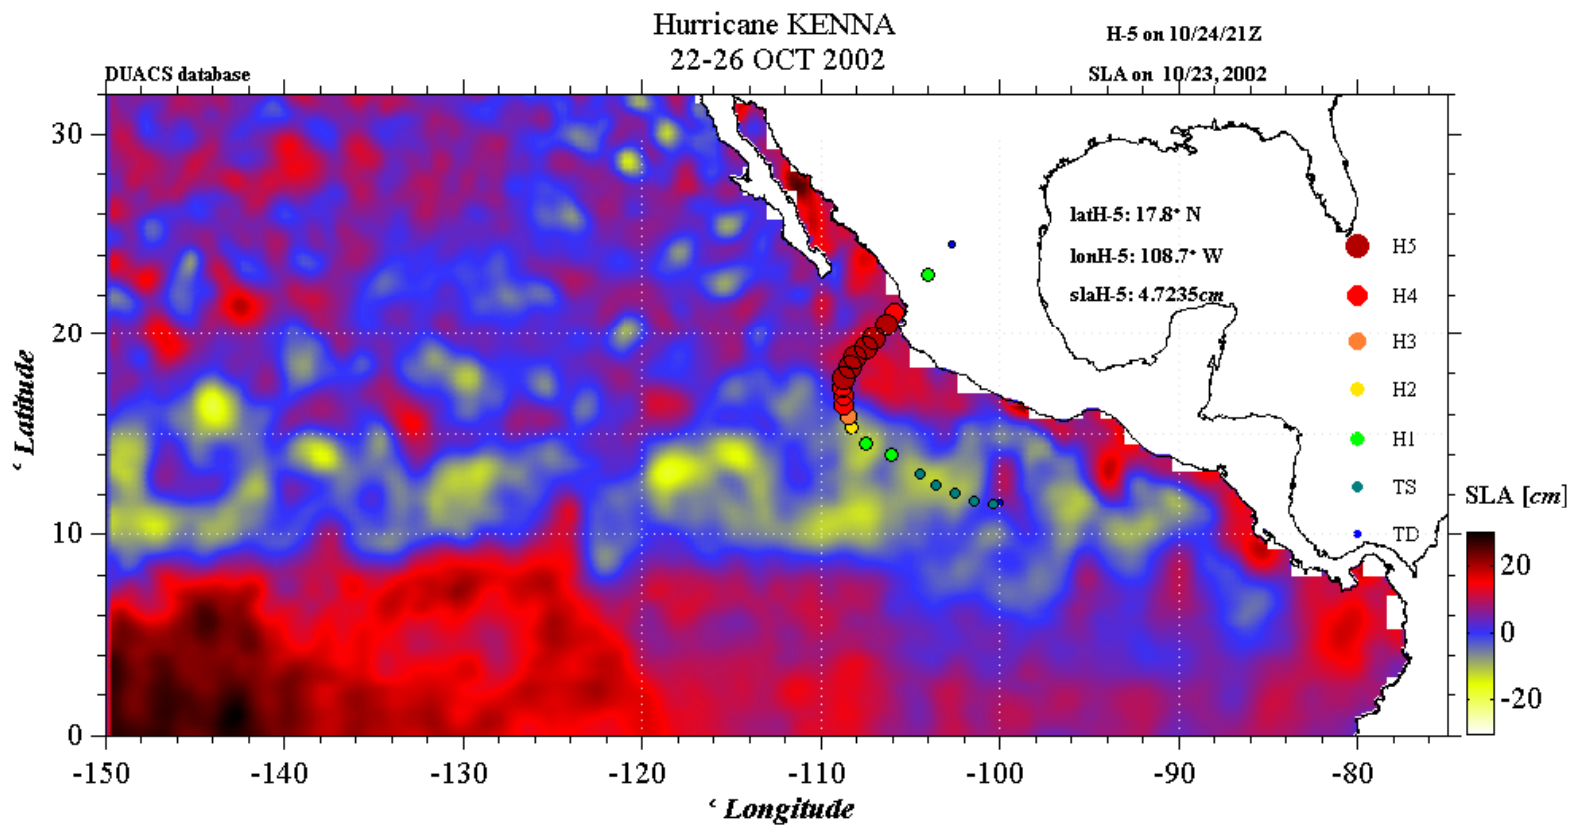 Hurricane KENNA
22-26 OCT 2002
H-5 on 10/24/21Z
SLA on 10/23, 2002
DUACS database
latH-5: 17.8° N
lonH-5: 108.7° W
slaH-5: 4.7235cm
H5
H4
H3
H2
H1
TS
TD
SLA [cm]
20
0
-20
30
20
10
0
° Latitude
-150
-140
-130
-120
-110
-100
-90
-80
° Longitude